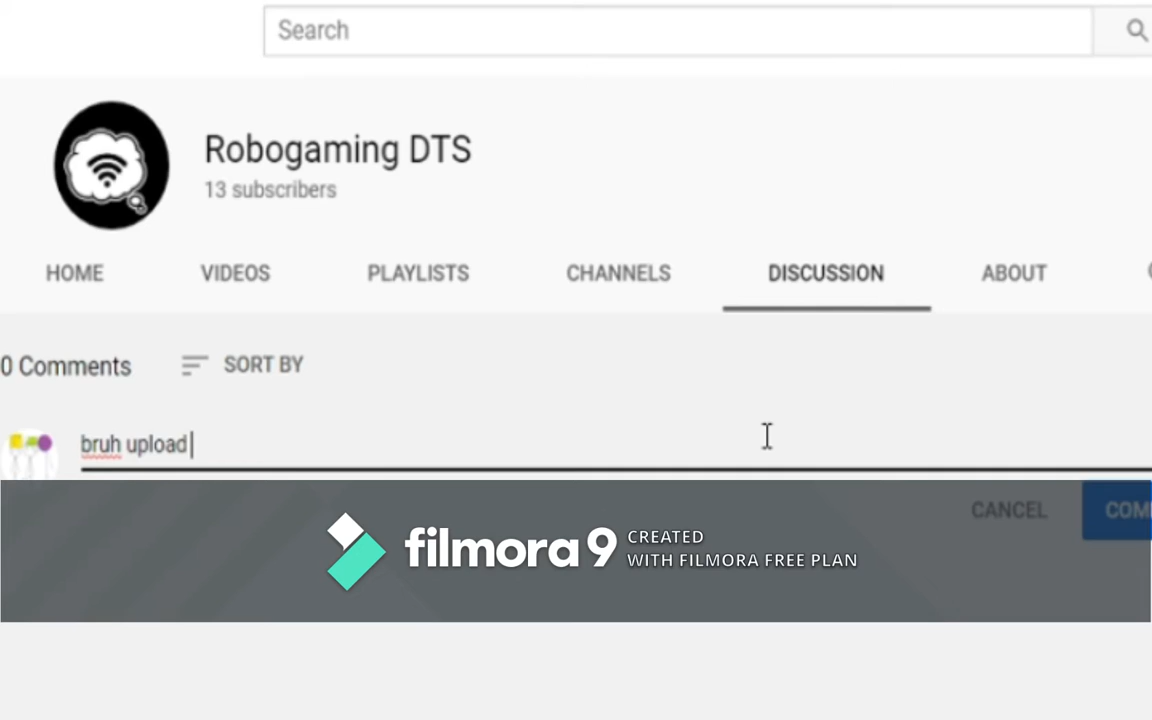 Search
Robogaming DTS
13 subscribers
HOME VIDEOS PLAYLISTS CHANNELS DISCUSSION ABOUT
0 Comments SORT BY
bruh upload
CANCEL COM
filmora 9 CREATED
WITH FILMORA FREE PLAN